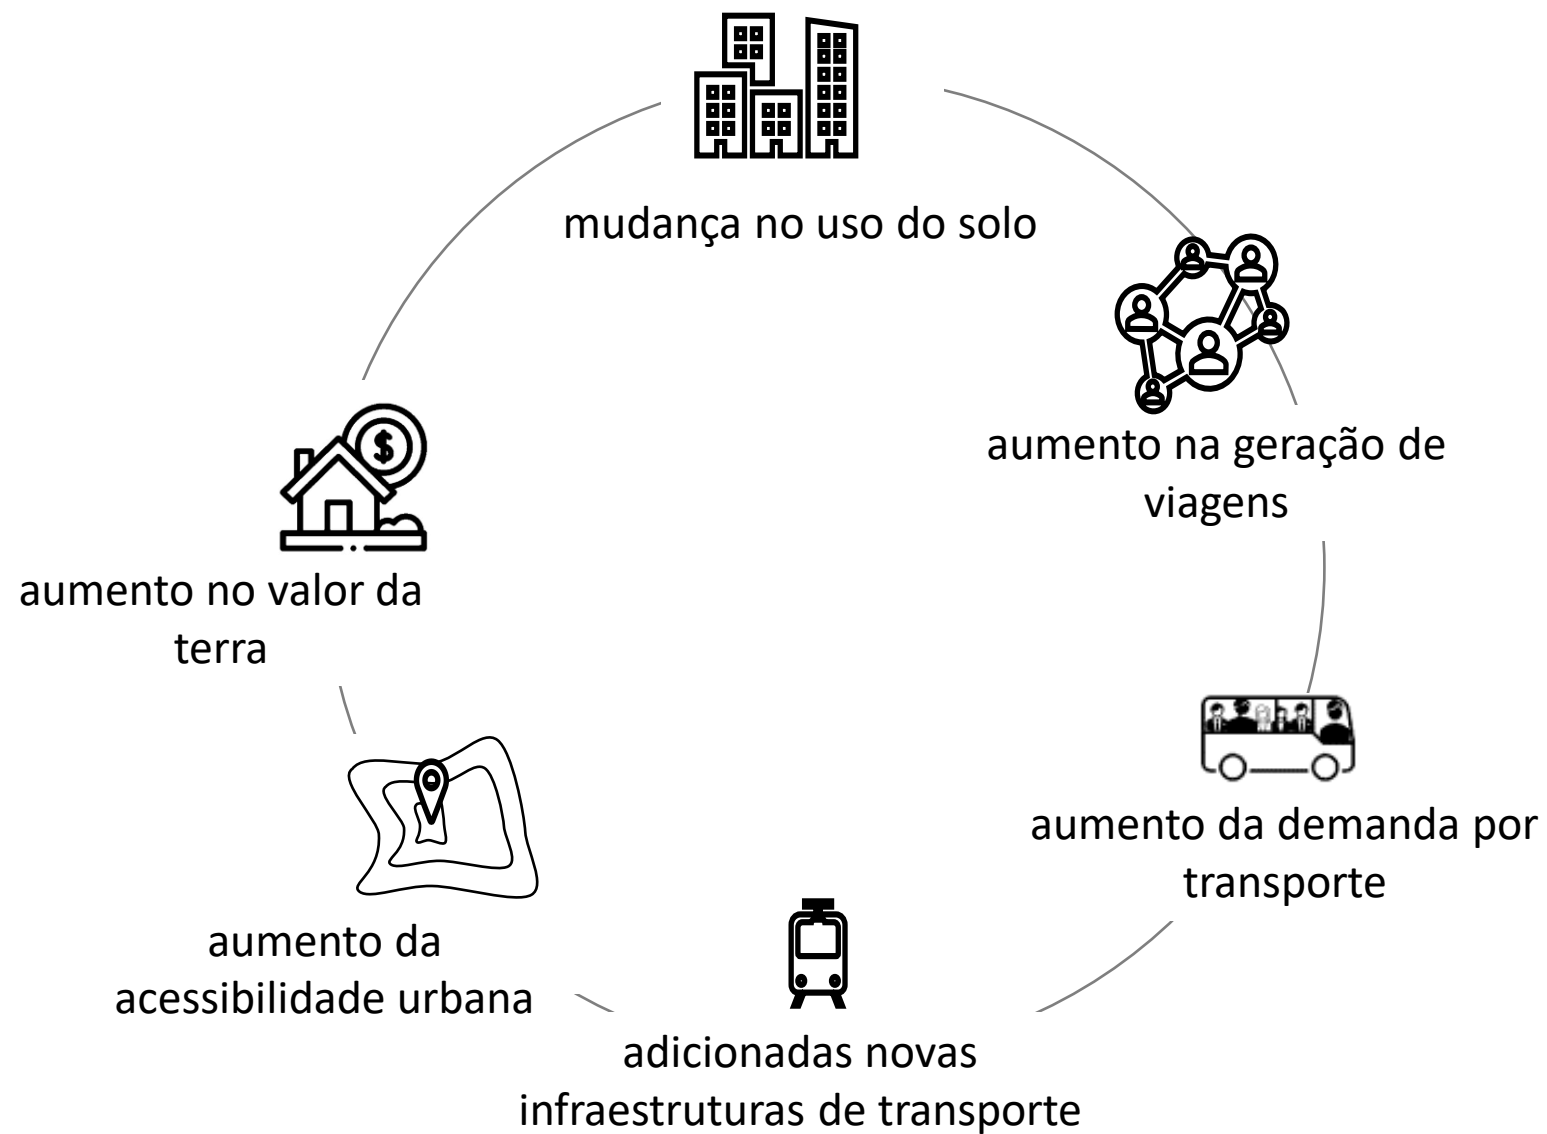 mudança no uso do solo
aumento na geração de
viagens
aumento da demanda por
transporte
adicionadas novas
infraestruturas de transporte
aumento da
acessibilidade urbana
aumento no valor da
terra
$